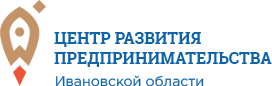 ЦЕНТР РАЗВИТИЯ
ПРЕДПРИНИМАТЕЛЬСТВА
Ивановской области